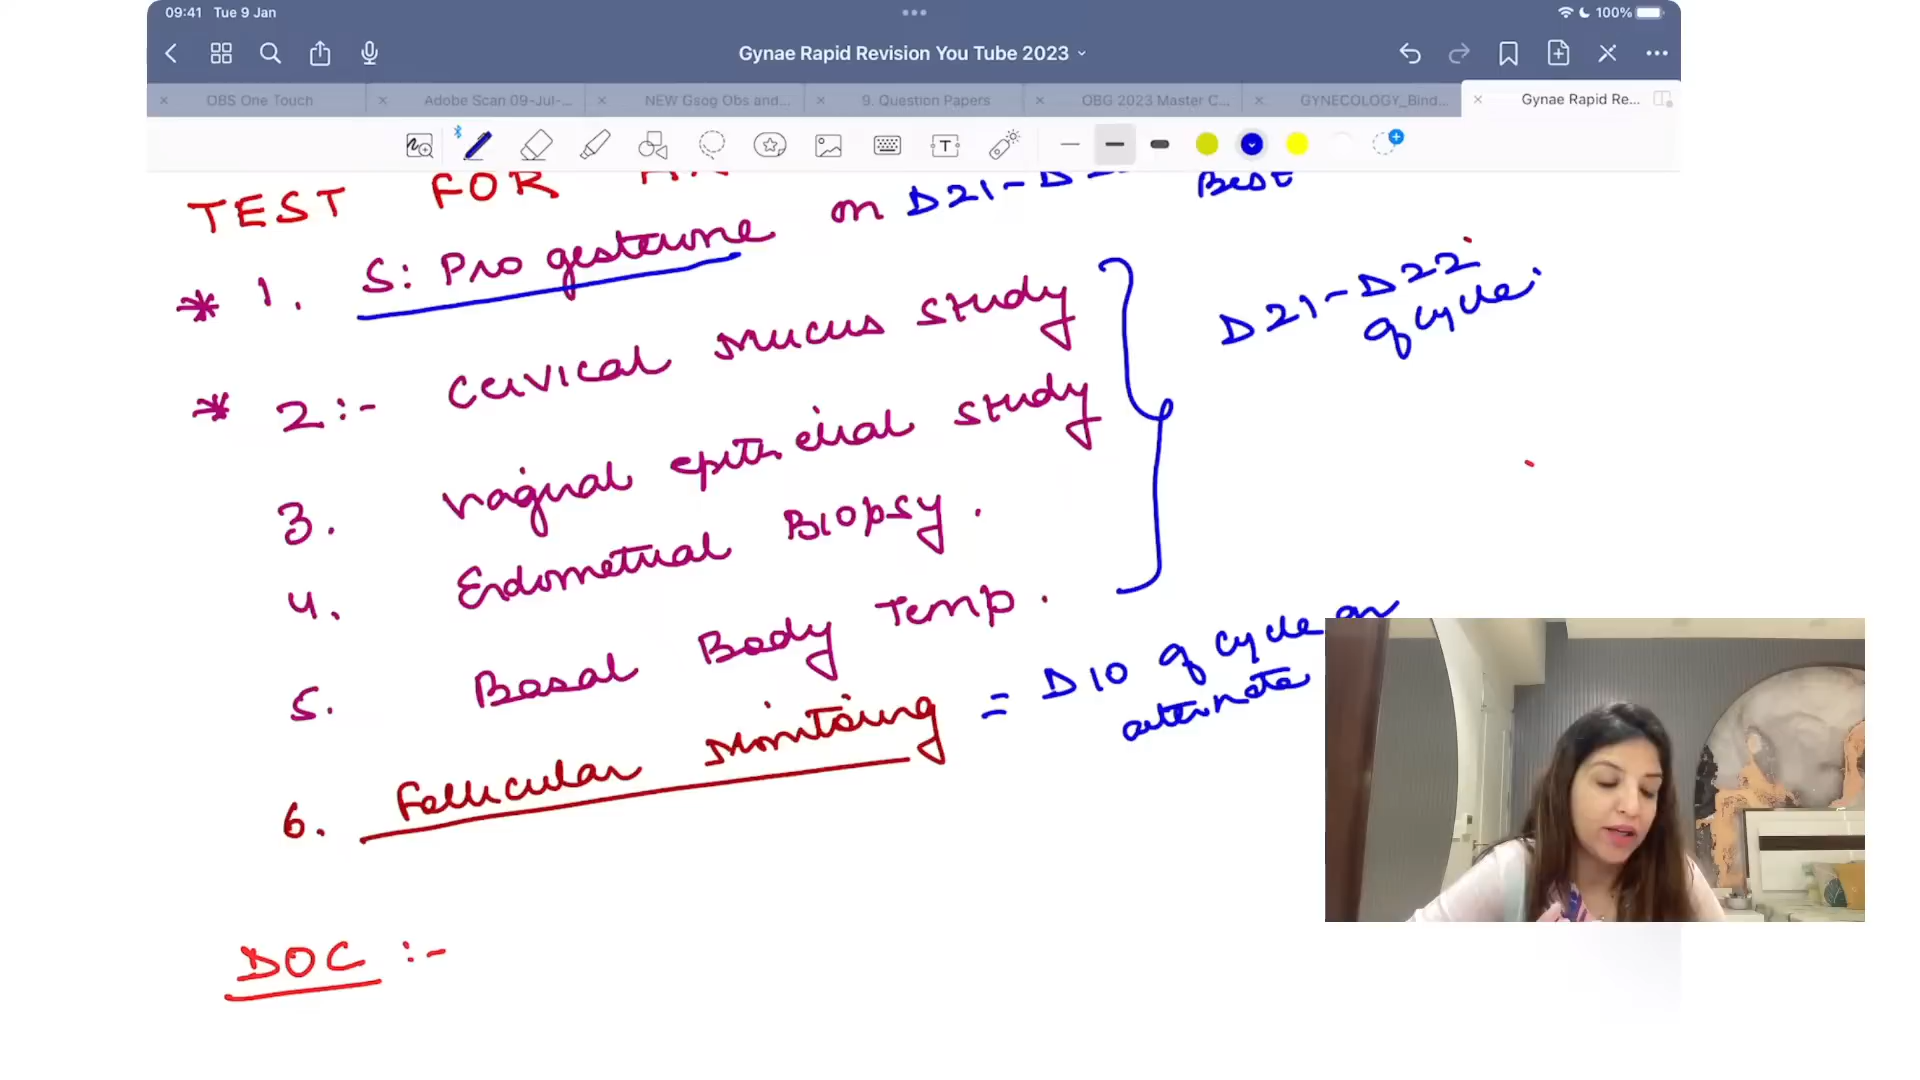 09:41 Tue 9 Jan
100%
Gynae Rapid Revision You Tube 2023
OBS One Touch
Adobe Scan 09-Jul-...
NEW Gsog Obs and...
9. Question Papers
OBG 2023 Master C...
GYNECOLOGY_Bind...
Gynae Rapid Re...
TEST FOR
* 1. S: Progesterone on D21-D Best
* 2:- Cervical Mucus Study
D21-D22 of cycle.
3. Vaginal epithelial study
4. Endometrial Biopsy.
5. Basal Body Temp.
6. Follicular Monitoring = D10 of cycle on
alternate
DOC :-